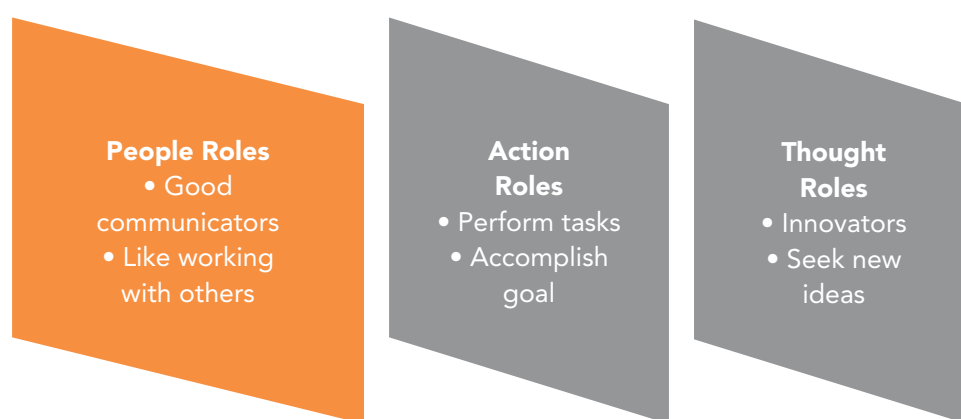 People Roles
• Good
communicators
• Like working
with others
Action
Roles
• Perform tasks
• Accomplish
goal
Thought
Roles
• Innovators
• Seek new
ideas